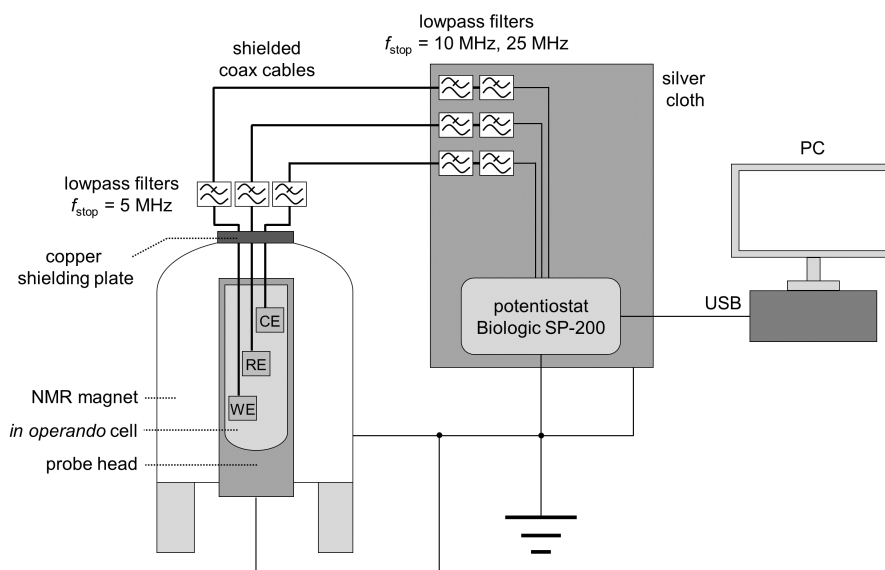 lowpass filters
fstop = 10 MHz, 25 MHz
shielded
coax cables
silver
cloth
PC
lowpass filters
fstop = 5 MHz
copper
shielding plate
CE
potentiostat
Biologic SP-200
USB
RE
NMR magnet
WE
in operando cell
probe head